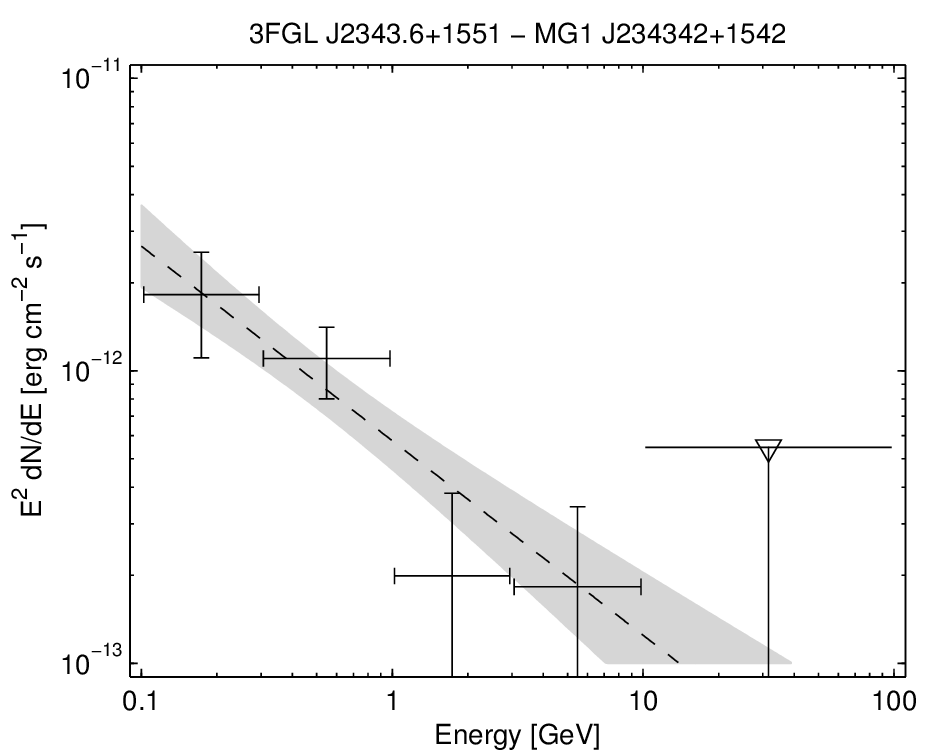 3FGL J2343.6+1551 − MG1 J234342+1542
E² dN/dE [erg cm⁻² s⁻¹]
10⁻¹¹
10⁻¹²
10⁻¹³
0.1 1 10 100
Energy [GeV]